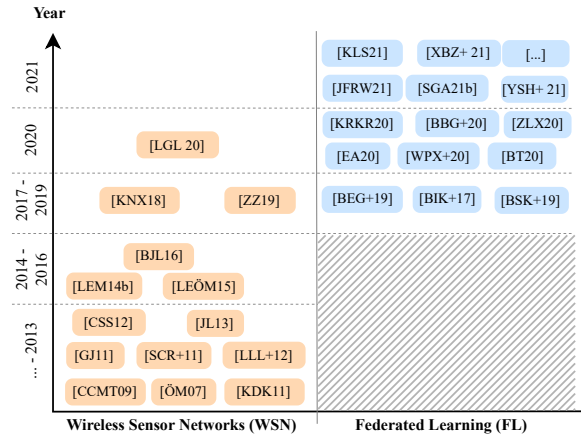 Year
[KLS21] [XBZ+ 21] [...]
2021
[JFRW21] [SGA21b] [YSH+ 21]
[KRKR20] [BBG+20] [ZLX20]
2020
[LGL 20]
[EA20] [WPX+20] [BT20]
2017 -
2019
[KNX18] [ZZ19] [BEG+19] [BIK+17] [BSK+19]
2014 -
2016
[BJL16]
[LEM14b] [LEÖM15]
... - 2013
[CSS12] [JL13]
[GJ11] [SCR+11] [LLL+12]
[CCMT09] [ÖM07] [KDK11]
Wireless Sensor Networks (WSN) Federated Learning (FL)